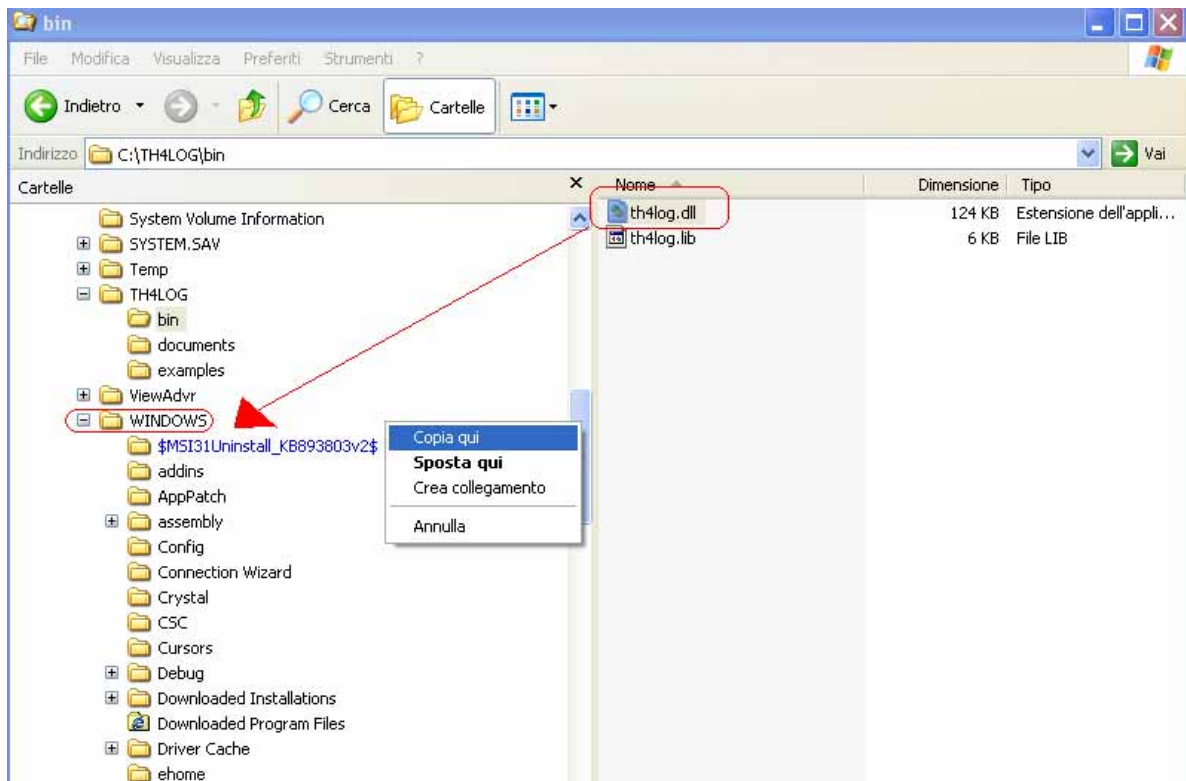 bin
File Modifica Visualizza Preferiti Strumenti ?
Indietro Cerca Cartelle
Indirizzo C:\TH4LOG\bin Vai
Cartelle
System Volume Information
SYSTEM.SAV
Temp
TH4LOG
bin
documents
examples
ViewAdvr
WINDOWS
$MSI31Uninstall_KB893803v2$
addins
AppPatch
assembly
Config
Connection Wizard
Crystal
CSC
Cursors
Debug
Downloaded Installations
Downloaded Program Files
Driver Cache
ehome
Copia qui
Sposta qui
Crea collegamento
Annulla
Nome Dimensione Tipo
th4log.dll 124 KB Estensione dell'appli...
th4log.lib 6 KB File LIB